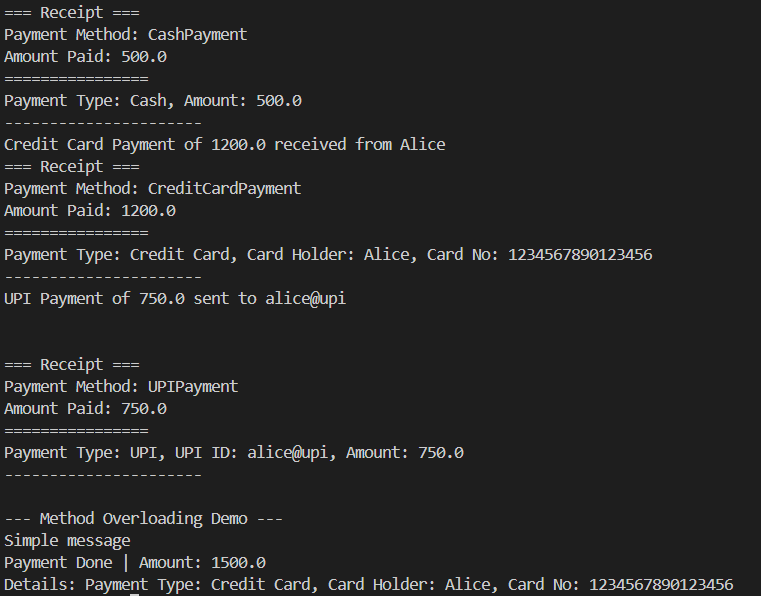 === Receipt ===
Payment Method: CashPayment
Amount Paid: 500.0
================
Payment Type: Cash, Amount: 500.0
----------------------
Credit Card Payment of 1200.0 received from Alice
=== Receipt ===
Payment Method: CreditCardPayment
Amount Paid: 1200.0
================
Payment Type: Credit Card, Card Holder: Alice, Card No: 1234567890123456
----------------------
UPI Payment of 750.0 sent to alice@upi
=== Receipt ===
Payment Method: UPIPayment
Amount Paid: 750.0
================
Payment Type: UPI, UPI ID: alice@upi, Amount: 750.0
----------------------
--- Method Overloading Demo ---
Simple message
Payment Done | Amount: 1500.0
Details: Payment Type: Credit Card, Card Holder: Alice, Card No: 1234567890123456